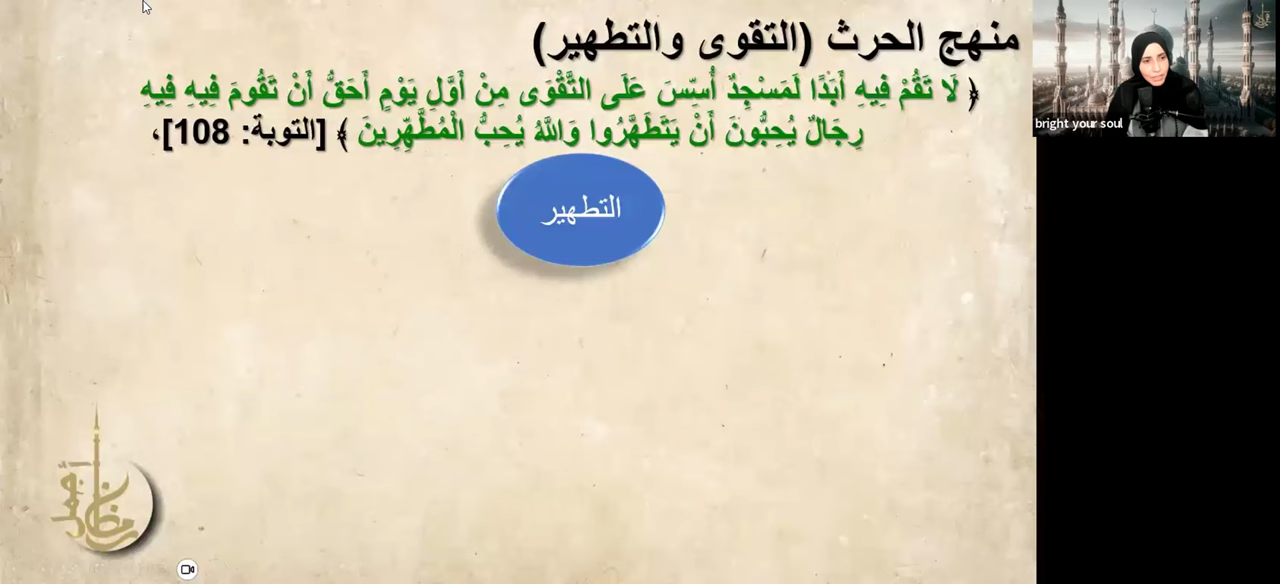 منهج الحرث (التقوى والتطهير)
﴿ لَا تَقُمْ فِيهِ أَبَدًا لَمَسْجِدٌ أُسِّسَ عَلَى التَّقْوَى مِنْ أَوَّلِ يَوْمٍ أَحَقُّ أَنْ تَقُومَ فِيهِ فِيهِ
رِجَالٌ يُحِبُّونَ أَنْ يَتَطَهَّرُوا وَاللَّهُ يُحِبُّ الْمُطَّهِّرِينَ ﴾ [التوبة: 108]،
التطهير
bright your soul